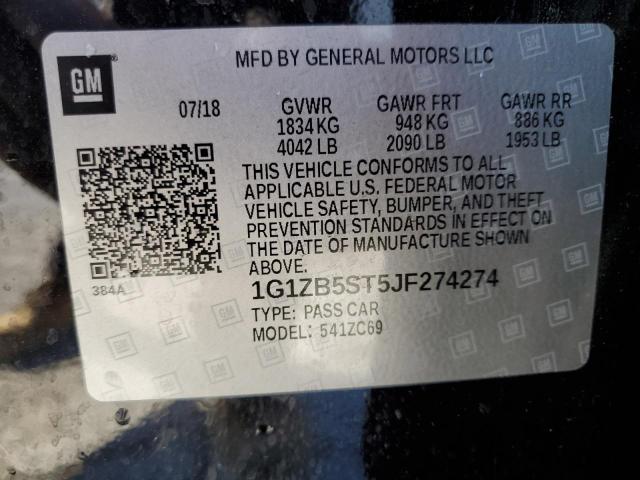 GM
MFD BY GENERAL MOTORS LLC
07/18 GVWR GAWR FRT GAWR RR
1834 KG 948 KG 886 KG
4042 LB 2090 LB 1953 LB
THIS VEHICLE CONFORMS TO ALL
APPLICABLE U.S. FEDERAL MOTOR
VEHICLE SAFETY, BUMPER, AND THEFT
PREVENTION STANDARDS IN EFFECT ON
THE DATE OF MANUFACTURE SHOWN
ABOVE.
384A
1G1ZB5ST5JF274274
TYPE: PASS CAR
MODEL: 541ZC69